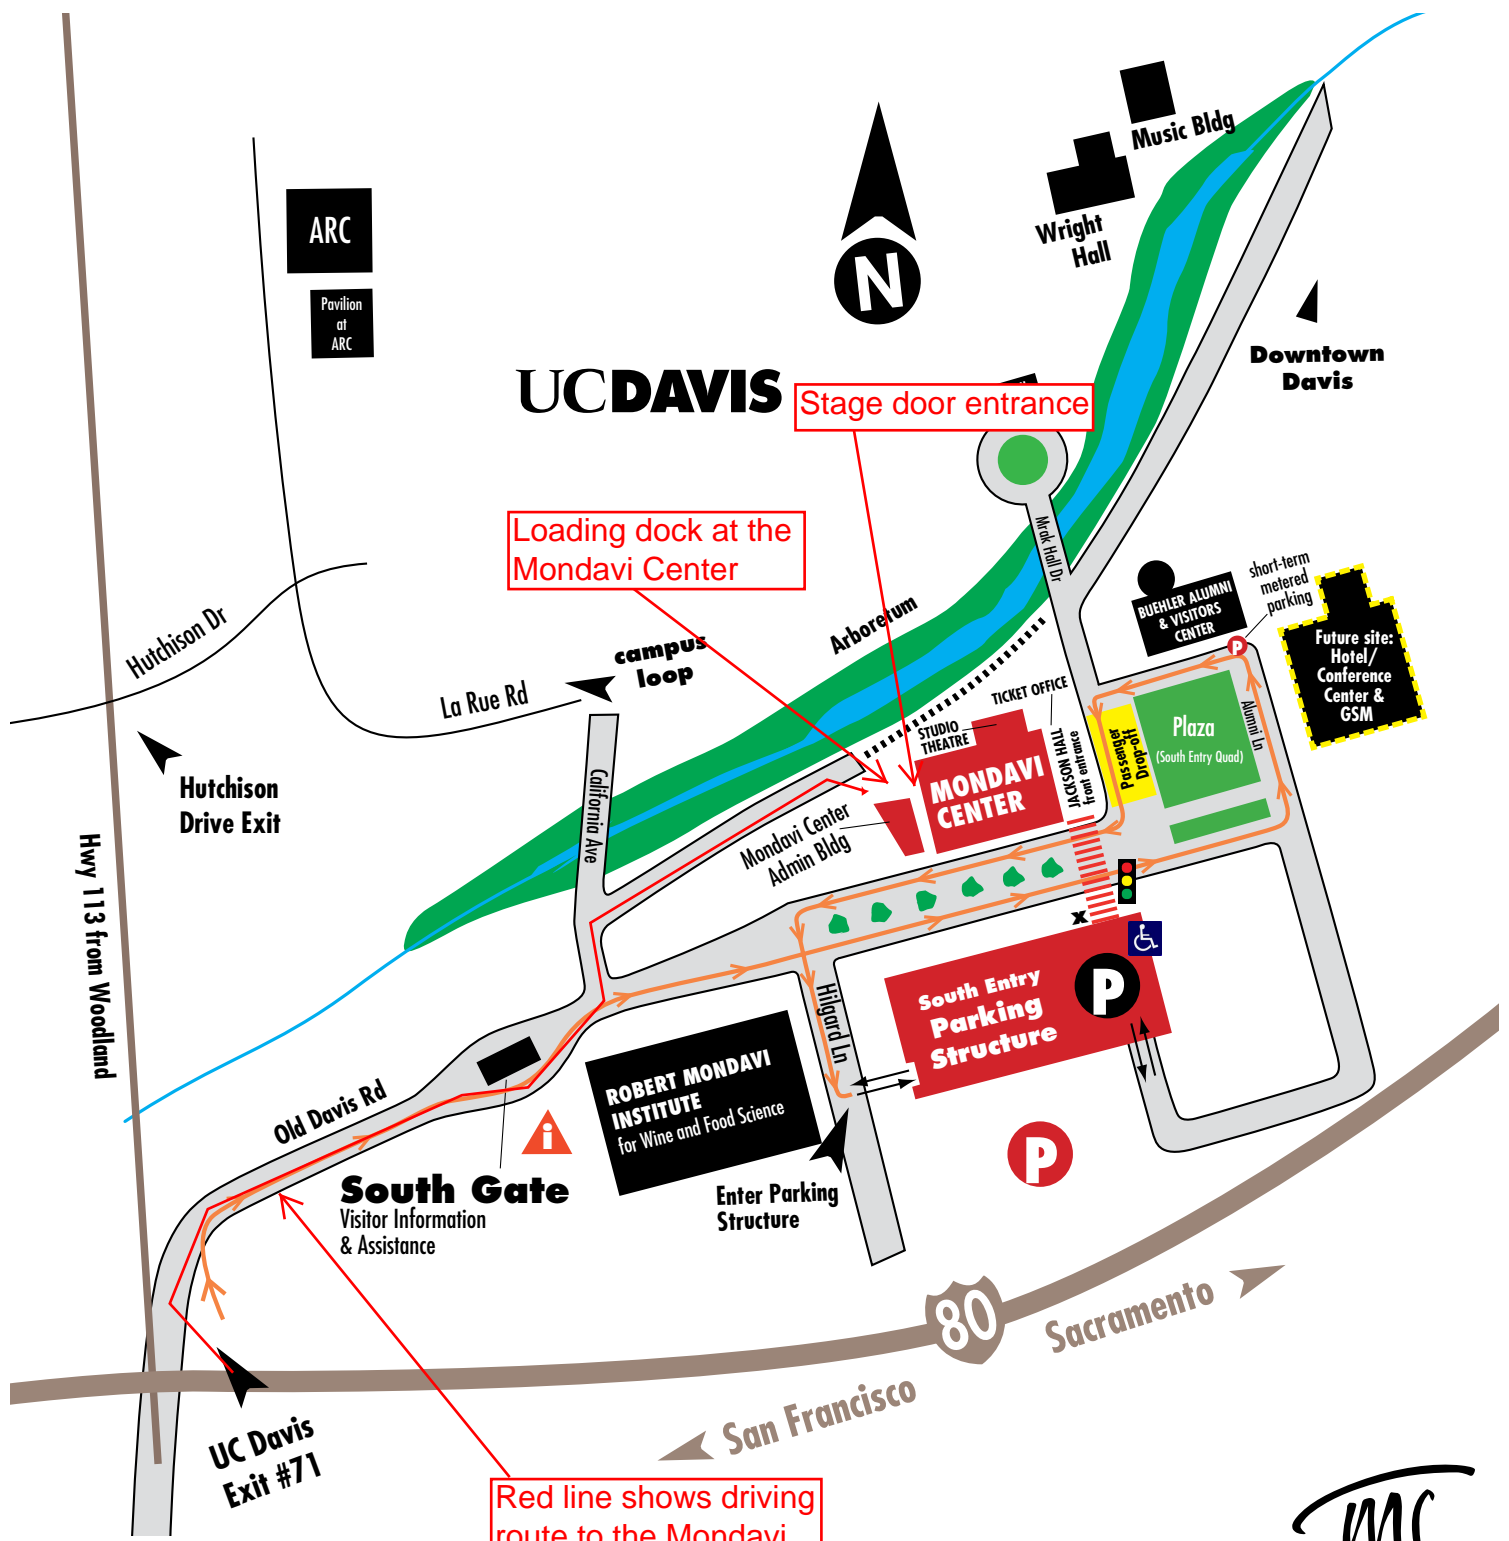 Music Bldg
Wright
Hall
ARC
Pavilion
at
ARC
N
Downtown
Davis
UCDAVIS
Stage door entrance
Loading dock at the
Mondavi Center
Mrak Hall Dr
short-term
metered
parking
BUEHLER ALUMNI
& VISITORS
CENTER
P
Future site:
Hotel/
Conference
Center &
GSM
Arboretum
Hutchison Dr
campus
loop
La Rue Rd
TICKET OFFICE
STUDIO
THEATRE
JACKSON HALL
front entrance
Passenger
Drop-off
Plaza
(South Entry Quad)
Alumni Ln
MONDAVI
CENTER
Hutchison
Drive Exit
California Ave
Mondavi Center
Admin Bldg
Hwy 113 from Woodland
x
South Entry
Parking
Structure
P
Hilgard Ln
ROBERT MONDAVI
INSTITUTE
for Wine and Food Science
Old Davis Rd
i
P
South Gate
Visitor Information
& Assistance
Enter Parking
Structure
80
Sacramento
San Francisco
UC Davis
Exit #71
Red line shows driving
route to the Mondavi
MC